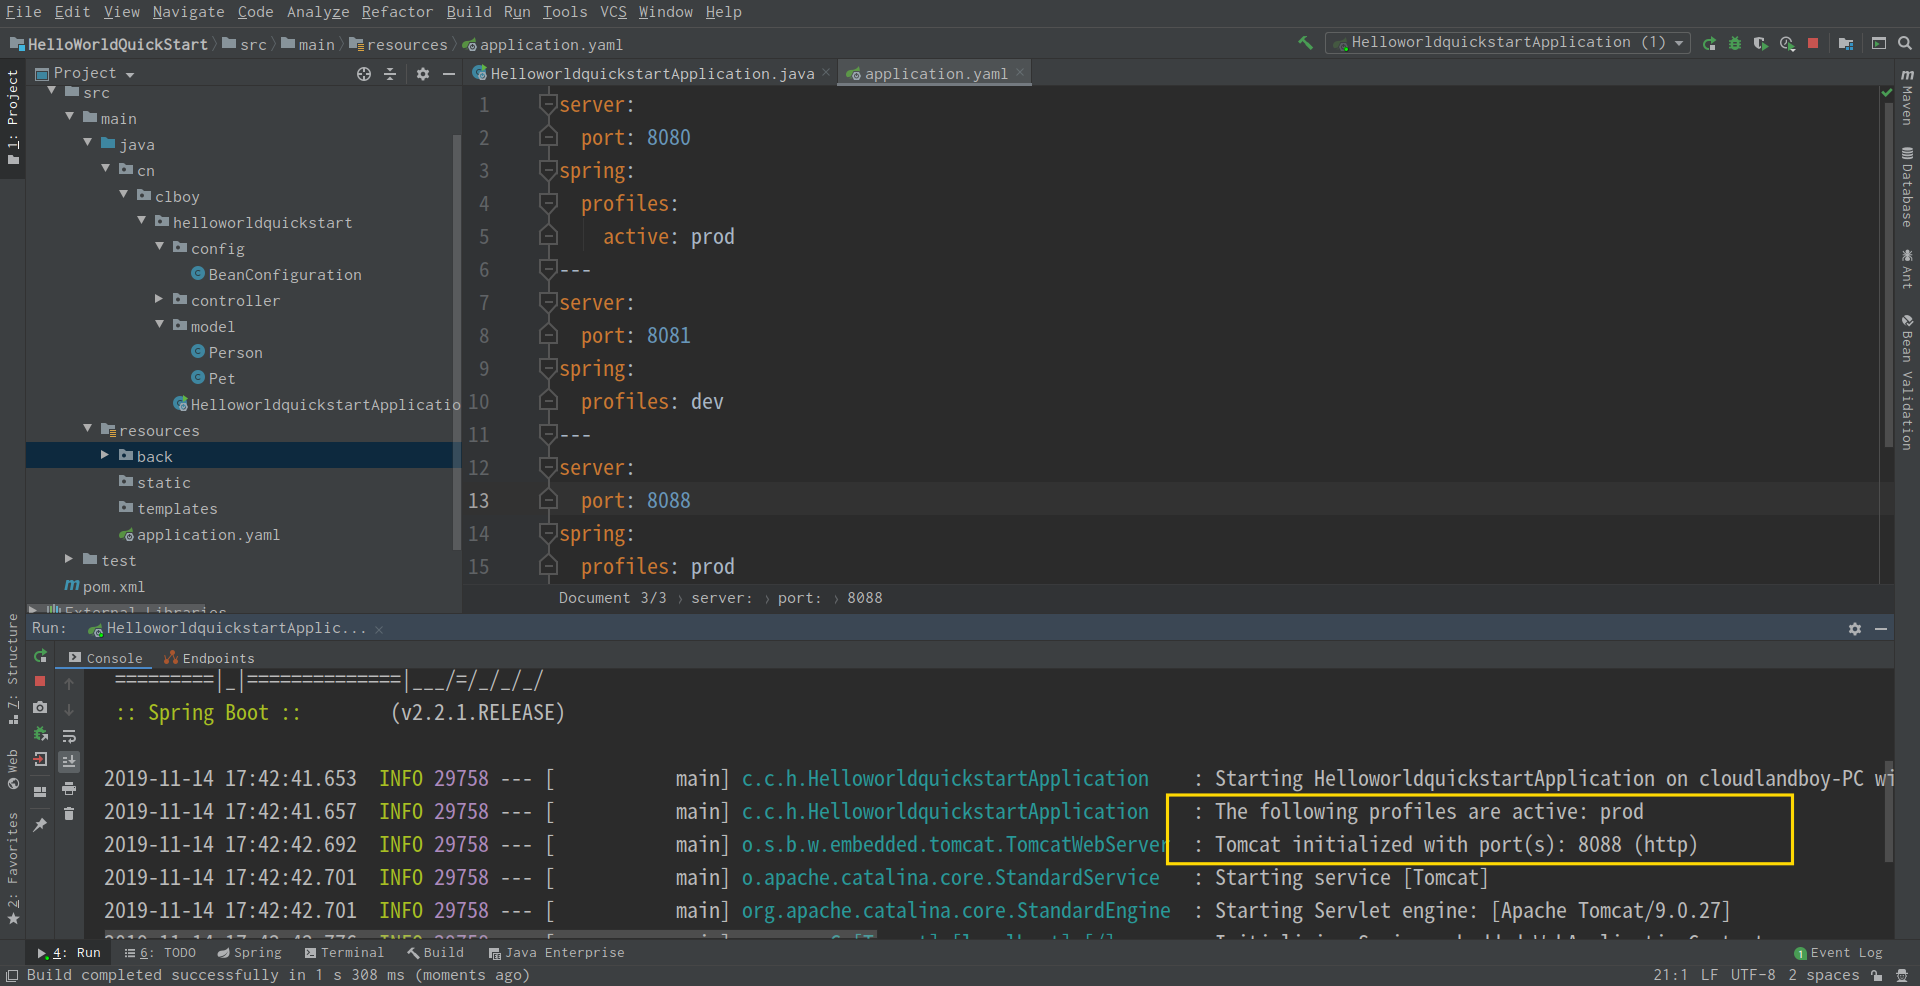 File Edit View Navigate Code Analyze Refactor Build Run Tools VCS Window Help
HelloWorldQuickStart src main resources application.yaml
HelloworldquickstartApplication (1)
Project
HelloworldquickstartApplication.java
application.yaml
1: Project
src
main
java
cn
clboy
helloworldquickstart
config
BeanConfiguration
controller
model
Person
Pet
HelloworldquickstartApplicatio
resources
back
static
templates
application.yaml
test
pom.xml
External Libraries
1 server:
2 port: 8080
3 spring:
4 profiles:
5 active: prod
6 ---
7 server:
8 port: 8081
9 spring:
10 profiles: dev
11 ---
12 server:
13 port: 8088
14 spring:
15 profiles: prod
Document 3/3 › server: › port: › 8088
Maven
Database
Ant
Bean Validation
7: Structure
Web
2: Favorites
Run: HelloworldquickstartApplic...
Console Endpoints
=========|_|==============|___/=/_/_/_/
:: Spring Boot :: (v2.2.1.RELEASE)
2019-11-14 17:42:41.653 INFO 29758 --- [ main] c.c.h.HelloworldquickstartApplication : Starting HelloworldquickstartApplication on cloudlandboy-PC wi
2019-11-14 17:42:41.657 INFO 29758 --- [ main] c.c.h.HelloworldquickstartApplication : The following profiles are active: prod
2019-11-14 17:42:42.692 INFO 29758 --- [ main] o.s.b.w.embedded.tomcat.TomcatWebServer : Tomcat initialized with port(s): 8088 (http)
2019-11-14 17:42:42.701 INFO 29758 --- [ main] o.apache.catalina.core.StandardService : Starting service [Tomcat]
2019-11-14 17:42:42.701 INFO 29758 --- [ main] org.apache.catalina.core.StandardEngine : Starting Servlet engine: [Apache Tomcat/9.0.27]
4: Run 6: TODO Spring Terminal Build Java Enterprise
1 Event Log
Build completed successfully in 1 s 308 ms (moments ago)
21:1 LF UTF-8 2 spaces